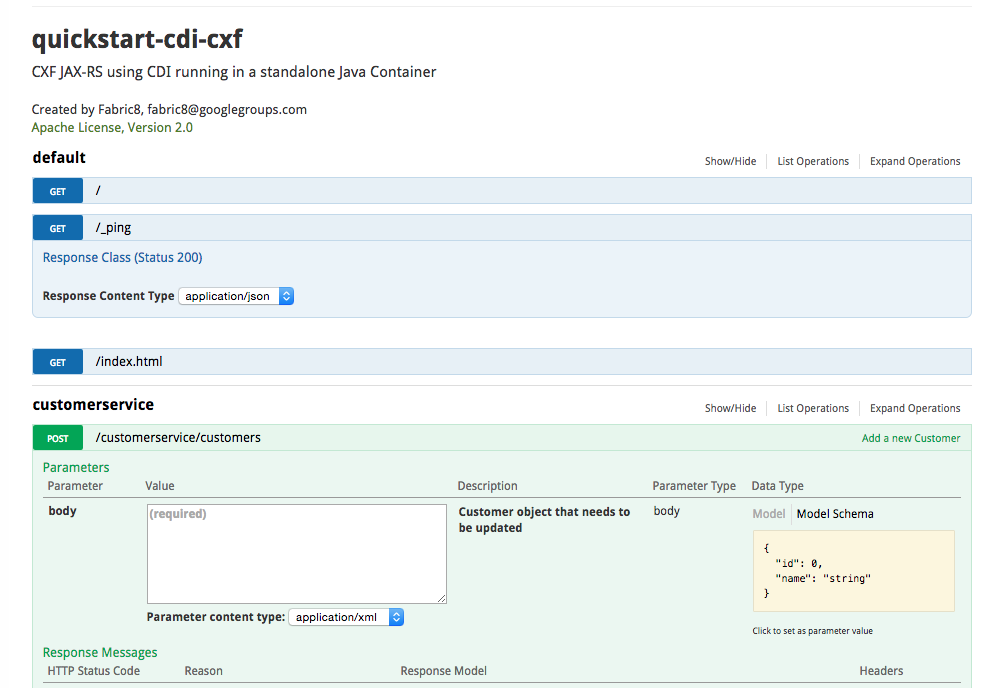 quickstart-cdi-cxf
CXF JAX-RS using CDI running in a standalone Java Container
Created by Fabric8, fabric8@googlegroups.com
Apache License, Version 2.0
default Show/Hide List Operations Expand Operations
GET /
GET /_ping
Response Class (Status 200)
Response Content Type application/json
GET /index.html
customerservice Show/Hide List Operations Expand Operations
POST /customerservice/customers Add a new Customer
Parameters
Parameter Value Description Parameter Type Data Type
body (required) Customer object that needs to body Model Model Schema
be updated
{
"id": 0,
"name": "string"
}
Parameter content type: application/xml
Click to set as parameter value
Response Messages
HTTP Status Code Reason Response Model Headers